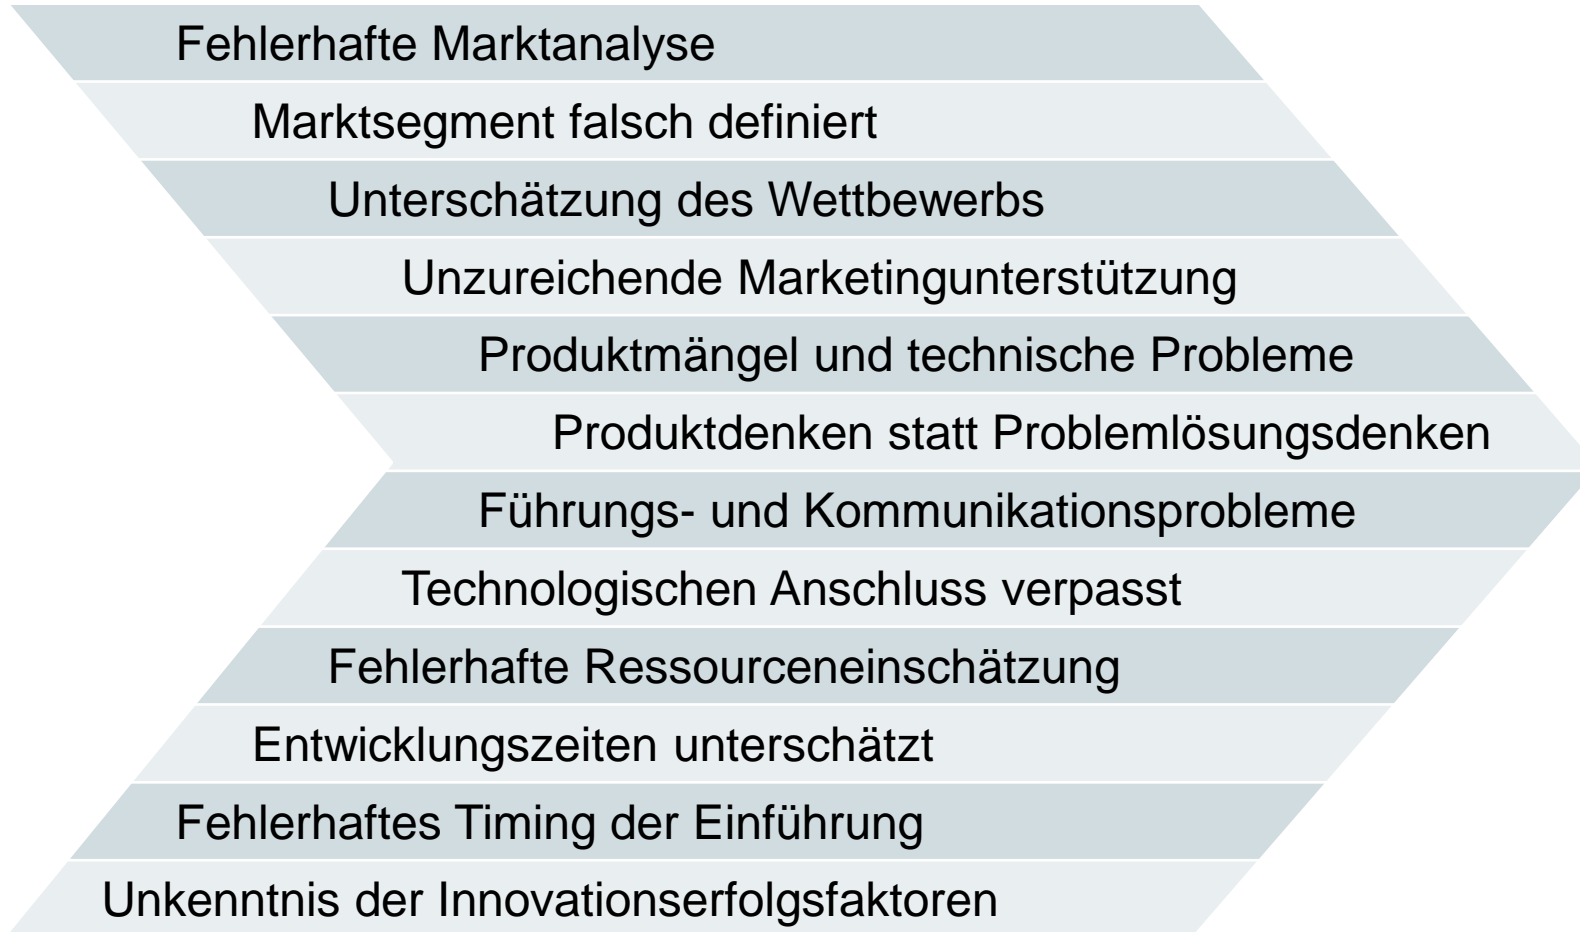 Fehlerhafte Marktanalyse
Marktsegment falsch definiert
Unterschätzung des Wettbewerbs
Unzureichende Marketingunterstützung
Produktmängel und technische Probleme
Produktdenken statt Problemlösungsdenken
Führungs- und Kommunikationsprobleme
Technologischen Anschluss verpasst
Fehlerhafte Ressourceneinschätzung
Entwicklungszeiten unterschätzt
Fehlerhaftes Timing der Einführung
Unkenntnis der Innovationserfolgsfaktoren